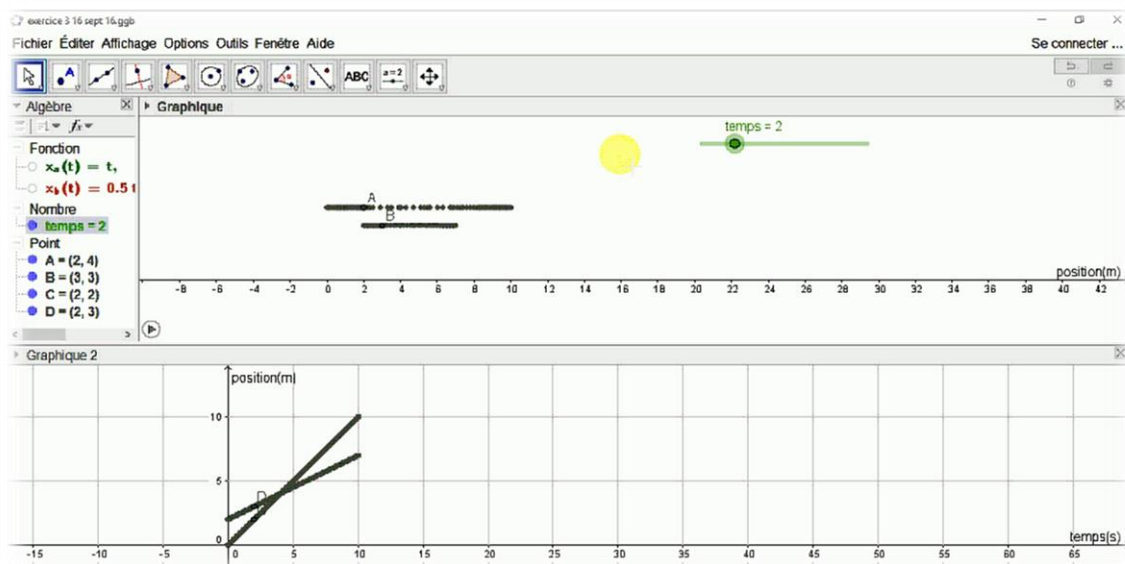 exercice 3 16 sept 16.ggb
Fichier Éditer Affichage Options Outils Fenêtre Aide
Se connecter ...
ABC a=2
Algèbre
Graphique
fx
Fonction
xₐ(t) = t,
x_b(t) = 0.5 t
Nombre
temps = 2
Point
A = (2, 4)
B = (3, 3)
C = (2, 2)
D = (2, 3)
temps = 2
A
B
position(m)
-8 -6 -4 -2 0 2 4 6 8 10 12 14 16 18 20 22 24 26 28 30 32 34 36 38 40 42
Graphique 2
position(m)
10
5
D
0
temps(s)
-15 -10 -5 0 5 10 15 20 25 30 35 40 45 50 55 60 65